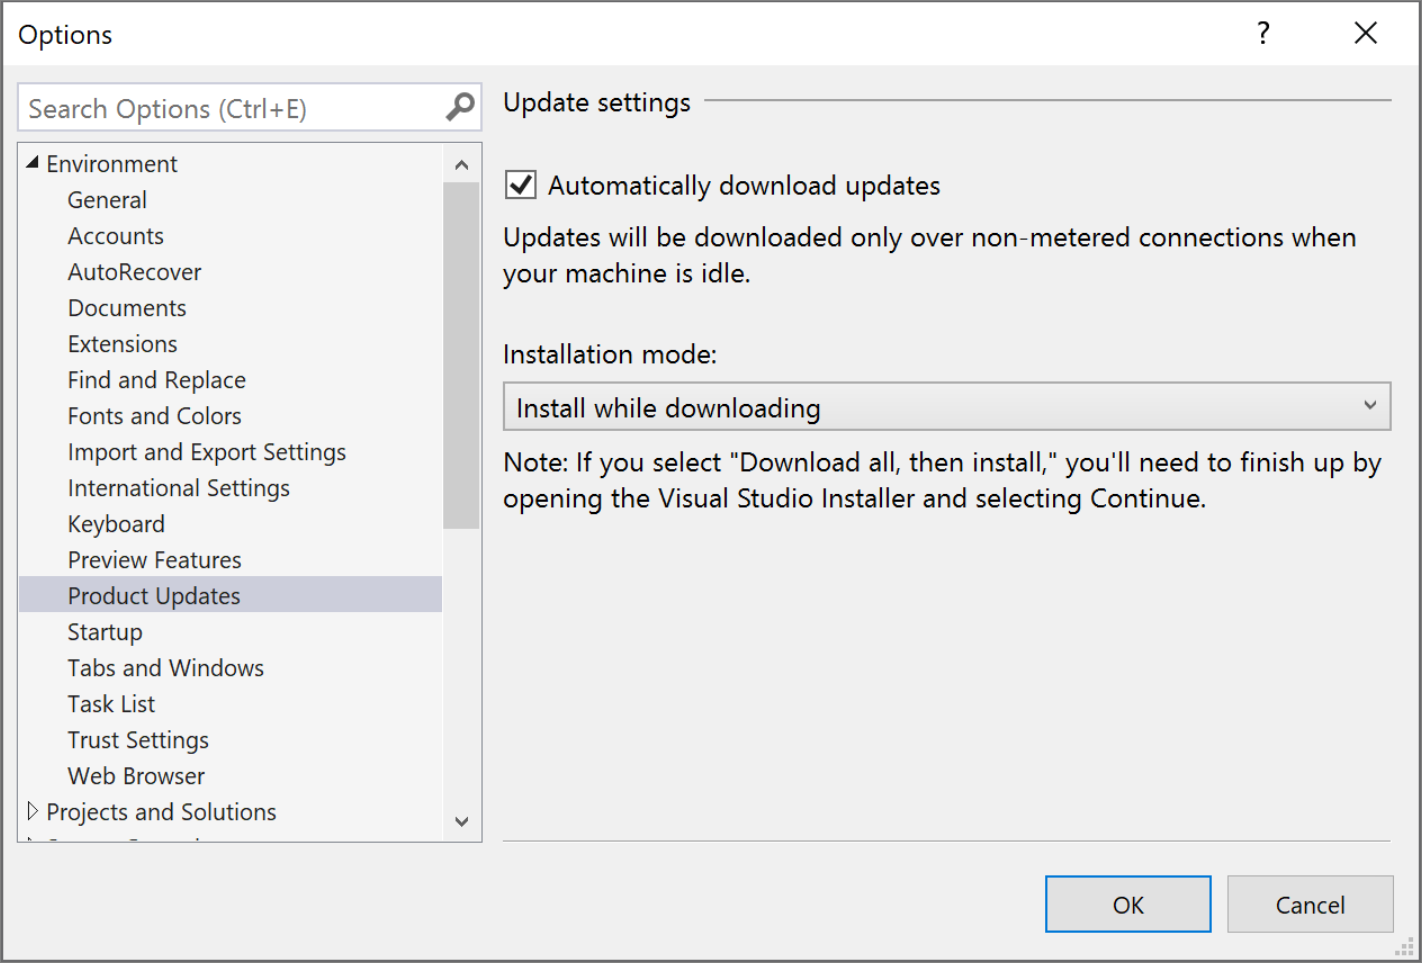 Options
?
Search Options (Ctrl+E)
Environment
General
Accounts
AutoRecover
Documents
Extensions
Find and Replace
Fonts and Colors
Import and Export Settings
International Settings
Keyboard
Preview Features
Product Updates
Startup
Tabs and Windows
Task List
Trust Settings
Web Browser
Projects and Solutions
Update settings
Automatically download updates
Updates will be downloaded only over non-metered connections when
your machine is idle.
Installation mode:
Install while downloading
Note: If you select "Download all, then install," you'll need to finish up by
opening the Visual Studio Installer and selecting Continue.
OK
Cancel